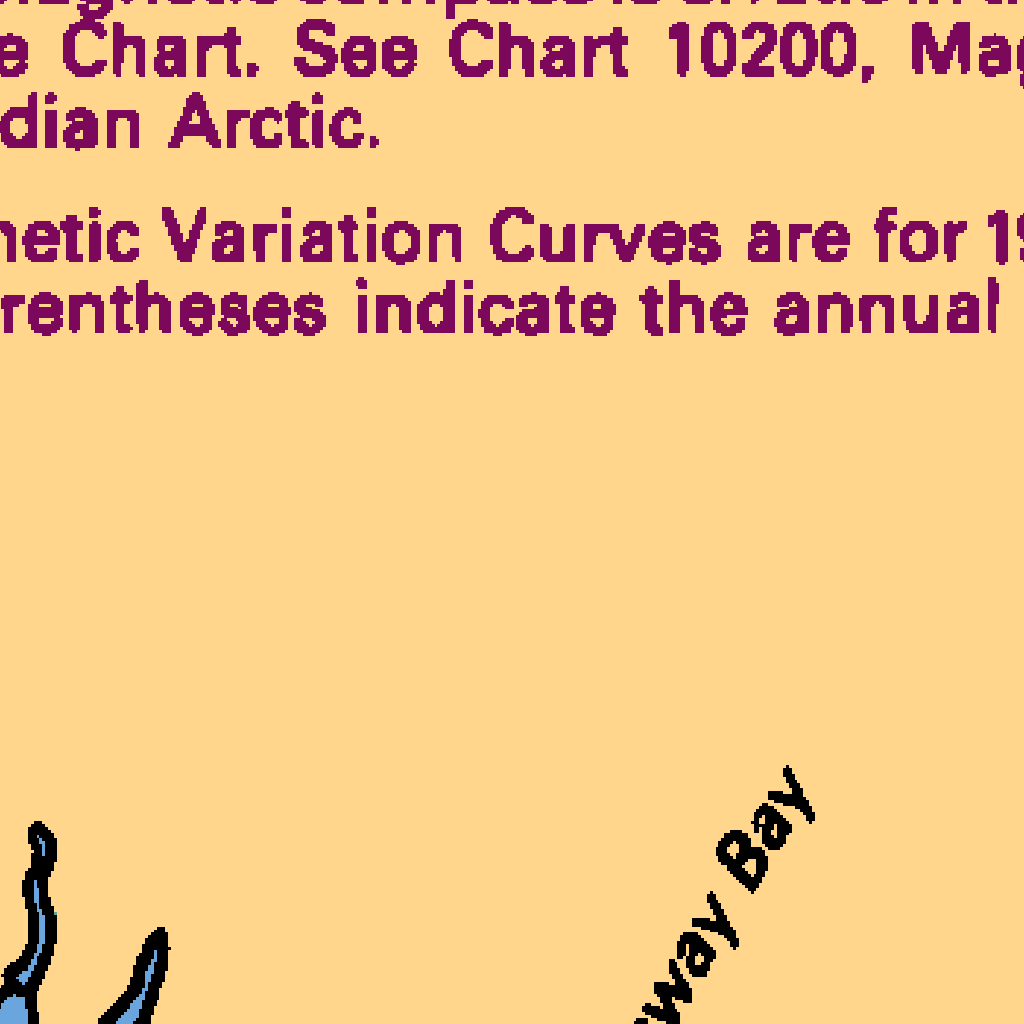 e Chart. See Chart 10200, Mag
dian Arctic.
netic Variation Curves are for 19
rentheses indicate the annual
way Bay